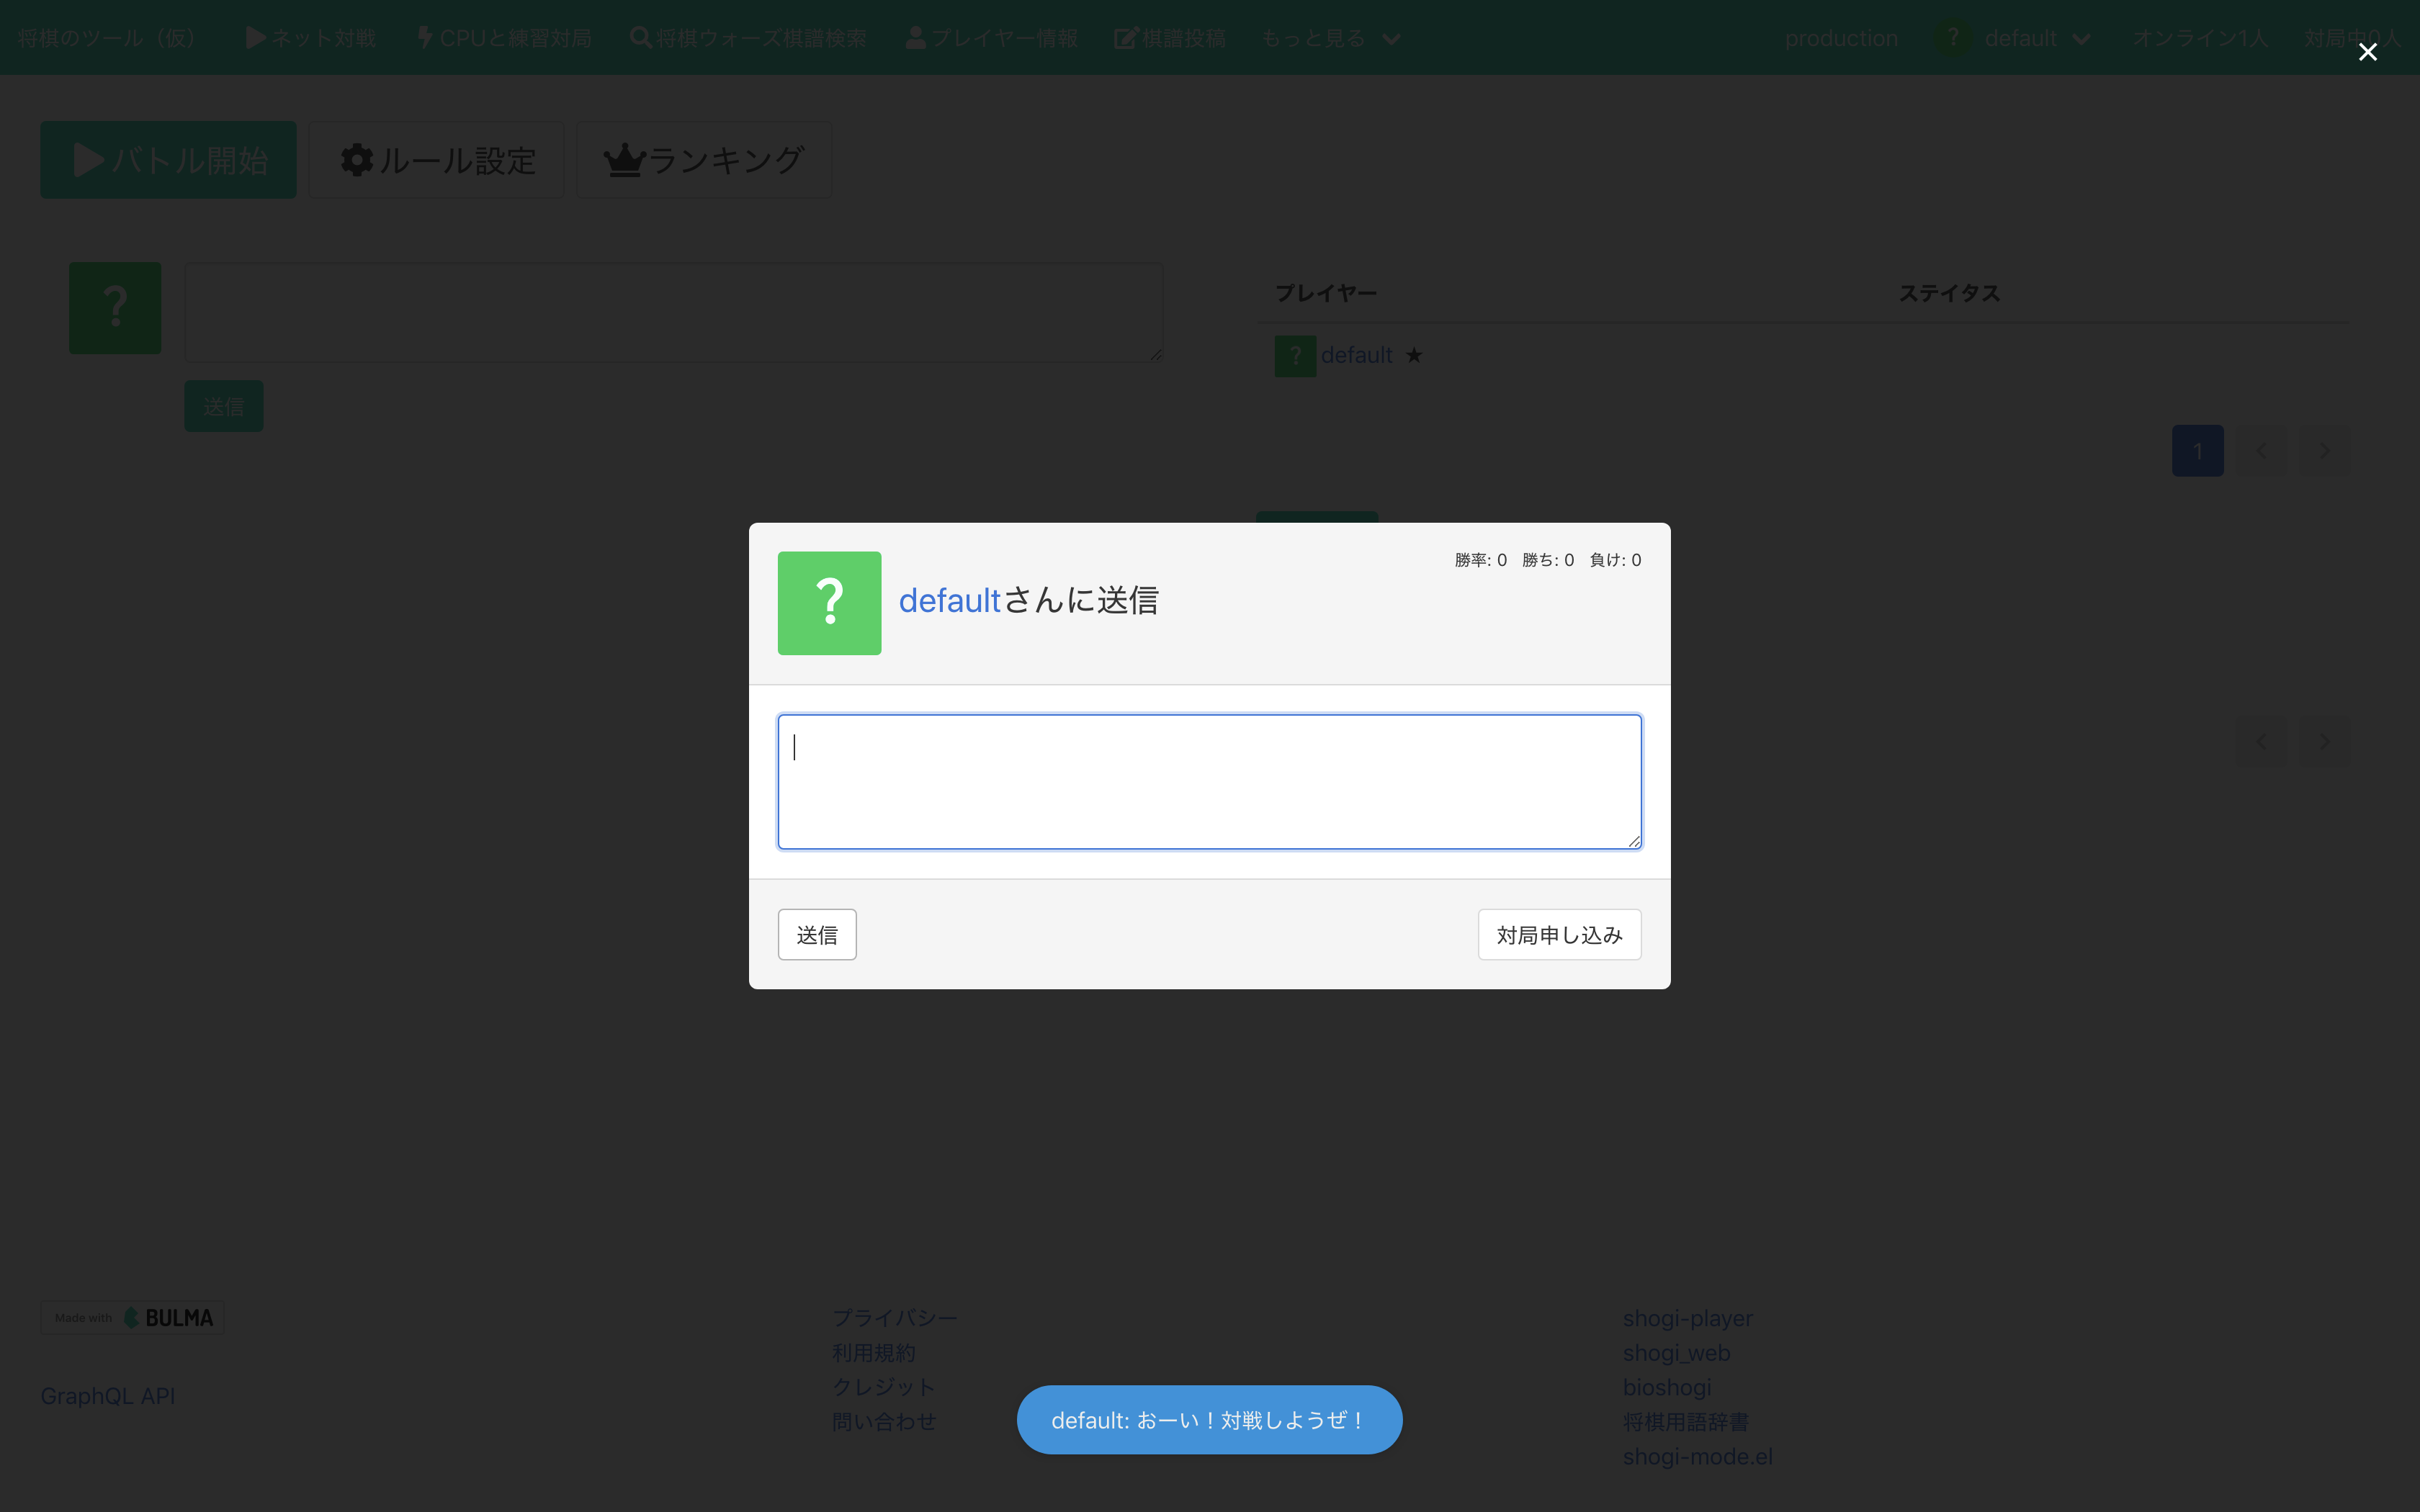 将棋のツール（仮） ネット対戦 CPUと練習対局 将棋ウォーズ棋譜検索 プレイヤー情報 棋譜投稿 もっと見る production ? default オンライン1人 対局中0人
バトル開始 ルール設定 ランキング
?
送信
プレイヤー ステイタス
? default ★
1
? defaultさんに送信
勝率: 0 勝ち: 0 負け: 0
送信 対局申し込み
Made with BULMA
GraphQL API
プライバシー
利用規約
クレジット
問い合わせ
shogi-player
shogi_web
bioshogi
将棋用語辞書
shogi-mode.el
default: おーい！対戦しようぜ！